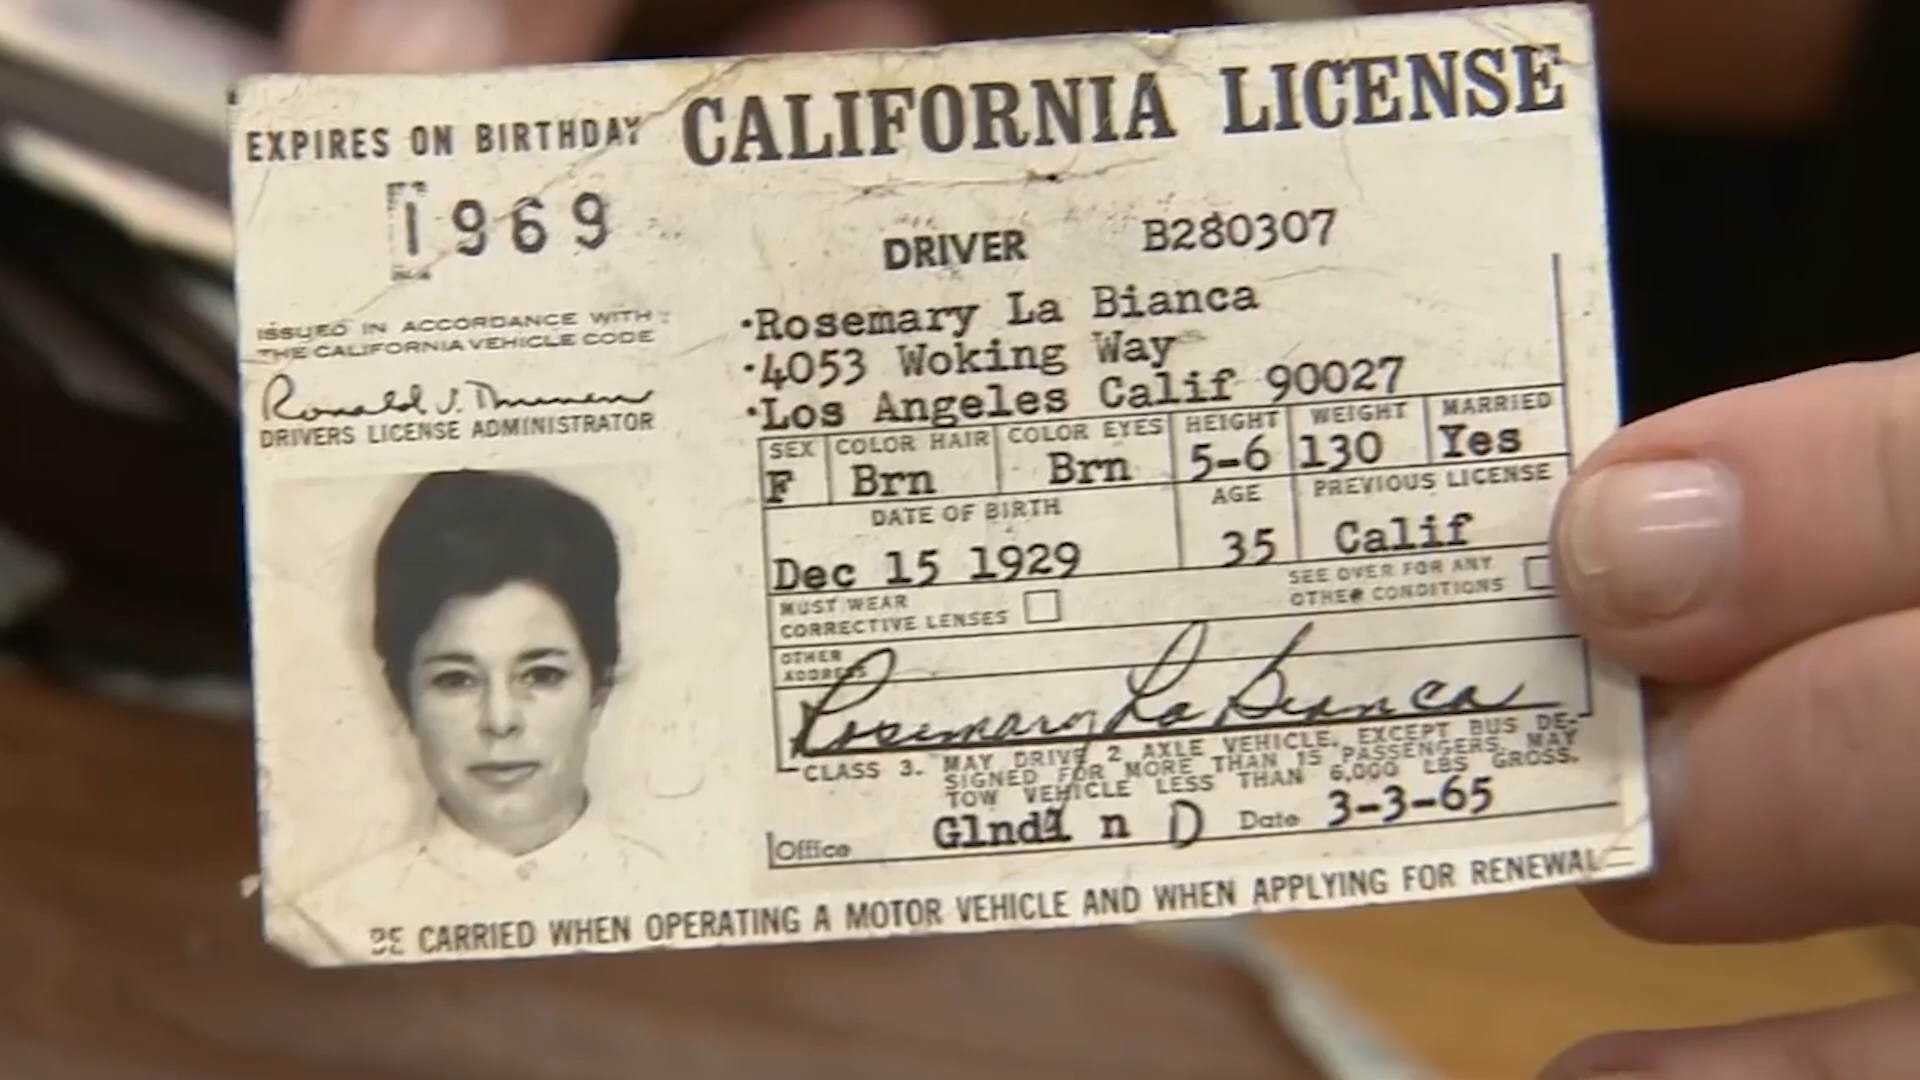 CALIFORNIA LICENSE
EXPIRES ON BIRTHDAY
1969
DRIVER B280307
ISSUED IN ACCORDANCE WITH
THE CALIFORNIA VEHICLE CODE
DRIVERS LICENSE ADMINISTRATOR
Rosemary La Bianca
4053 Woking Way
Los Angeles Calif 90027
SEX COLOR HAIR COLOR EYES HEIGHT WEIGHT MARRIED
F Brn Brn 5-6 130 Yes
DATE OF BIRTH AGE PREVIOUS LICENSE
Dec 15 1929 35 Calif
MUST WEAR
CORRECTIVE LENSES
SEE OVER FOR ANY
OTHER CONDITIONS
OTHER
ADDRESS
Rosemary La Bianca
CLASS 3. MAY DRIVE 2 AXLE VEHICLE, EXCEPT BUS DE-
SIGNED FOR MORE THAN 15 PASSENGERS. MAY
TOW VEHICLE LESS THAN 6,000 LBS GROSS.
Office n D Date 3-3-65
BE CARRIED WHEN OPERATING A MOTOR VEHICLE AND WHEN APPLYING FOR RENEWAL